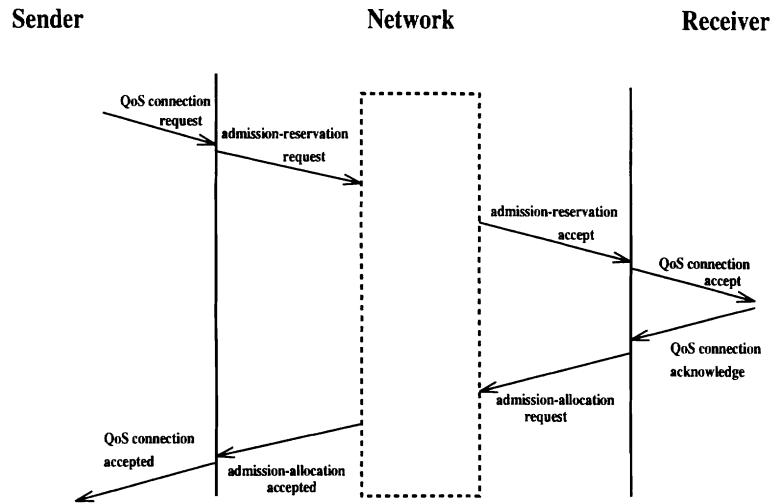 Sender
Network
Receiver
QoS connection
request
admission-reservation
request
admission-reservation
accept
QoS connection
accept
QoS connection
acknowledge
admission-allocation
request
QoS connection
accepted
admission-allocation
accepted